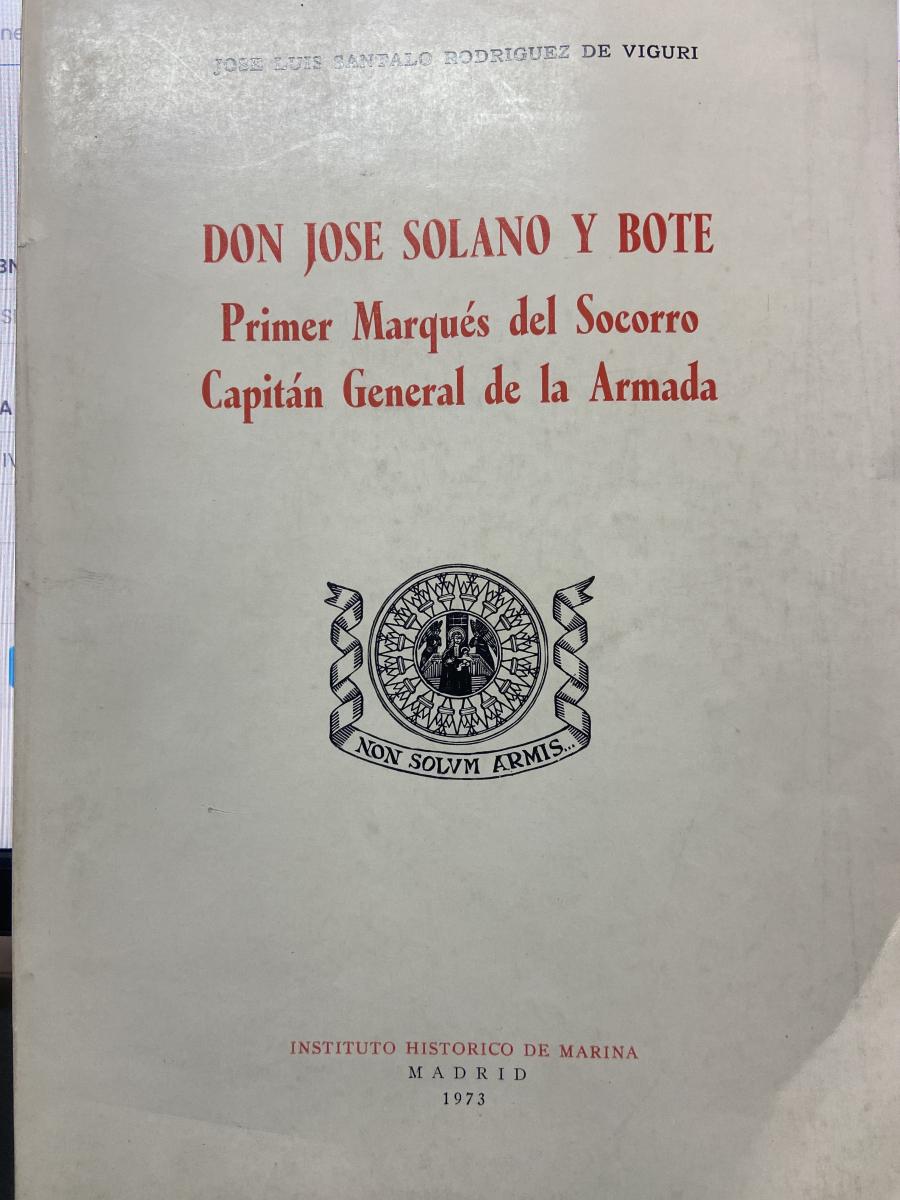 JOSE LUIS SANTALO RODRIGUEZ DE VIGURI
DON JOSE SOLANO Y BOTE
Primer Marqués del Socorro
Capitán General de la Armada
NON SOLVM ARMIS...
INSTITUTO HISTORICO DE MARINA
MADRID
1973